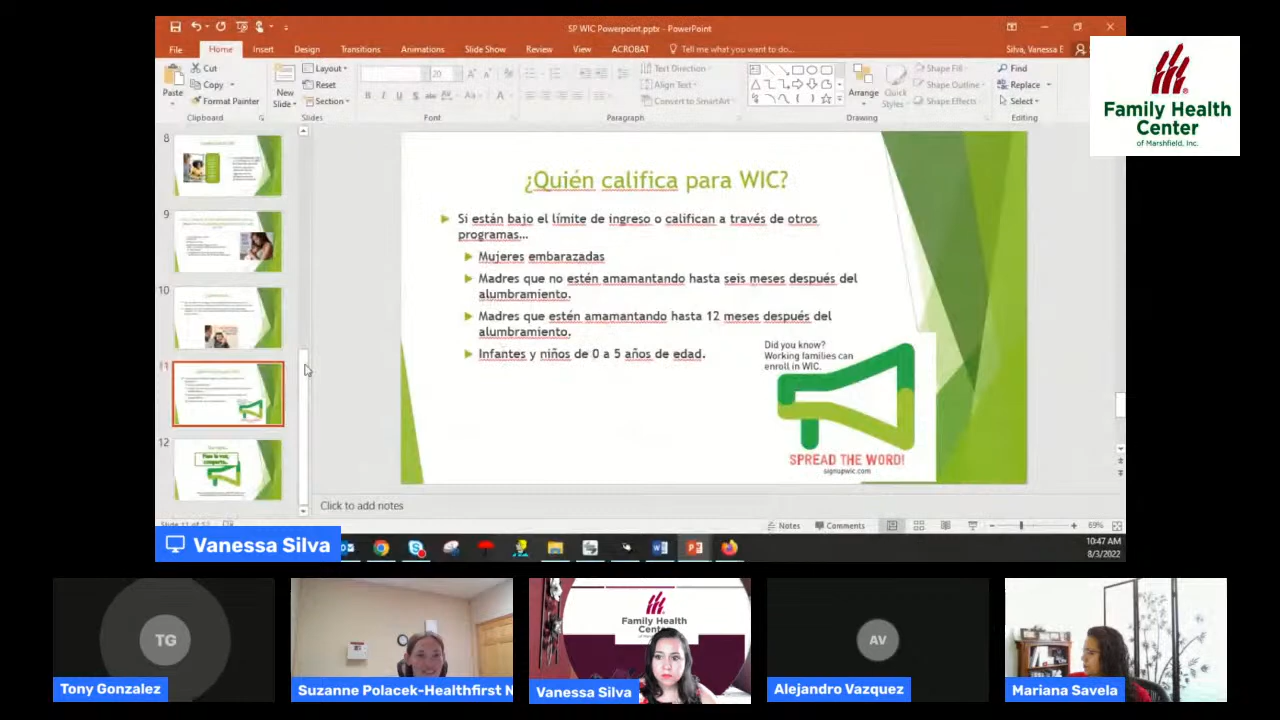 SP WIC Powerpoint.pptx - PowerPoint
File Home Insert Design Transitions Animations Slide Show Review View ACROBAT Tell me what you want to do... Silva, Vanessa E
Paste
Cut
Copy
Format Painter
Clipboard
New Slide
Layout
Reset
Section
Slides
20
Font
Text Direction
Align Text
Convert to SmartArt
Paragraph
Arrange
Quick Styles
Shape Fill
Shape Outline
Shape Effects
Drawing
Find
Replace
Select
Editing
Family Health
Center
of Marshfield, Inc.
8
9
10
11
12
¿Quién califica para WIC?
Si están bajo el límite de ingreso o califican a través de otros
programas…
Mujeres embarazadas
Madres que no estén amamantando hasta seis meses después del
alumbramiento.
Madres que estén amamantando hasta 12 meses después del
alumbramiento.
Infantes y niños de 0 a 5 años de edad.
Did you know?
Working families can
enroll in WIC.
SPREAD THE WORD!
signupwic.com
Click to add notes
Notes Comments 69%
Vanessa Silva
10:47 AM
8/3/2022
TG
Tony Gonzalez
Suzanne Polacek-Healthfirst N
Family Health
Vanessa Silva
AV
Alejandro Vazquez
Mariana Savela